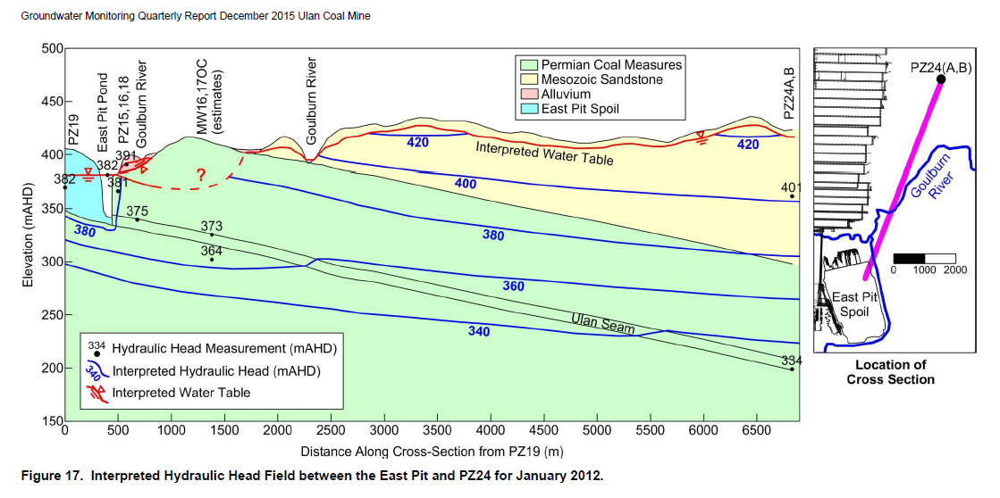 Groundwater Monitoring Quarterly Report December 2015 Ulan Coal Mine
500
450
400
350
300
250
200
150
Elevation (mAHD)
PZ19
East Pit Pond
PZ15,16,18
Goulburn River
MW16,17OC
(estimates)
Goulburn River
PZ24A,B
Permian Coal Measures
Mesozoic Sandstone
Alluvium
East Pit Spoil
382
382
391
381
375
373
364
380
?
420
Interpreted Water Table
420
400
401
380
360
340
Ulan Seam
334
334 Hydraulic Head Measurement (mAHD)
340 Interpreted Hydraulic Head (mAHD)
Interpreted Water Table
0 500 1000 1500 2000 2500 3000 3500 4000 4500 5000 5500 6000 6500
Distance Along Cross-Section from PZ19 (m)
PZ24(A,B)
Goulburn
River
0 1000 2000
East Pit
Spoil
Location of
Cross Section
Figure 17. Interpreted Hydraulic Head Field between the East Pit and PZ24 for January 2012.